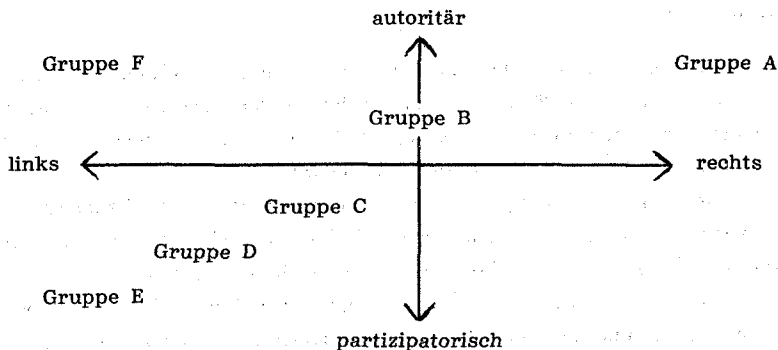 autoritär
Gruppe F
Gruppe A
Gruppe B
links
rechts
Gruppe C
Gruppe D
Gruppe E
partizipatorisch